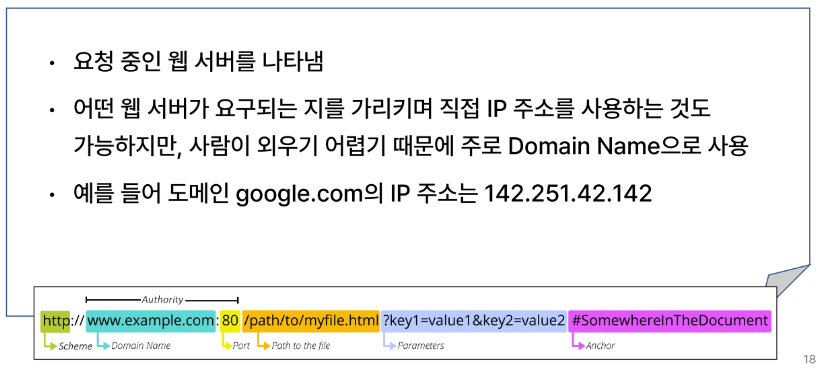 • 요청 중인 웹 서버를 나타냄
• 어떤 웹 서버가 요구되는 지를 가리키며 직접 IP 주소를 사용하는 것도
가능하지만, 사람이 외우기 어렵기 때문에 주로 Domain Name으로 사용
• 예를 들어 도메인 google.com의 IP 주소는 142.251.42.142
Authority
http://www.example.com:80/path/to/myfile.html?key1=value1&key2=value2#SomewhereInTheDocument
Scheme Domain Name Port Path to the file Parameters Anchor
18